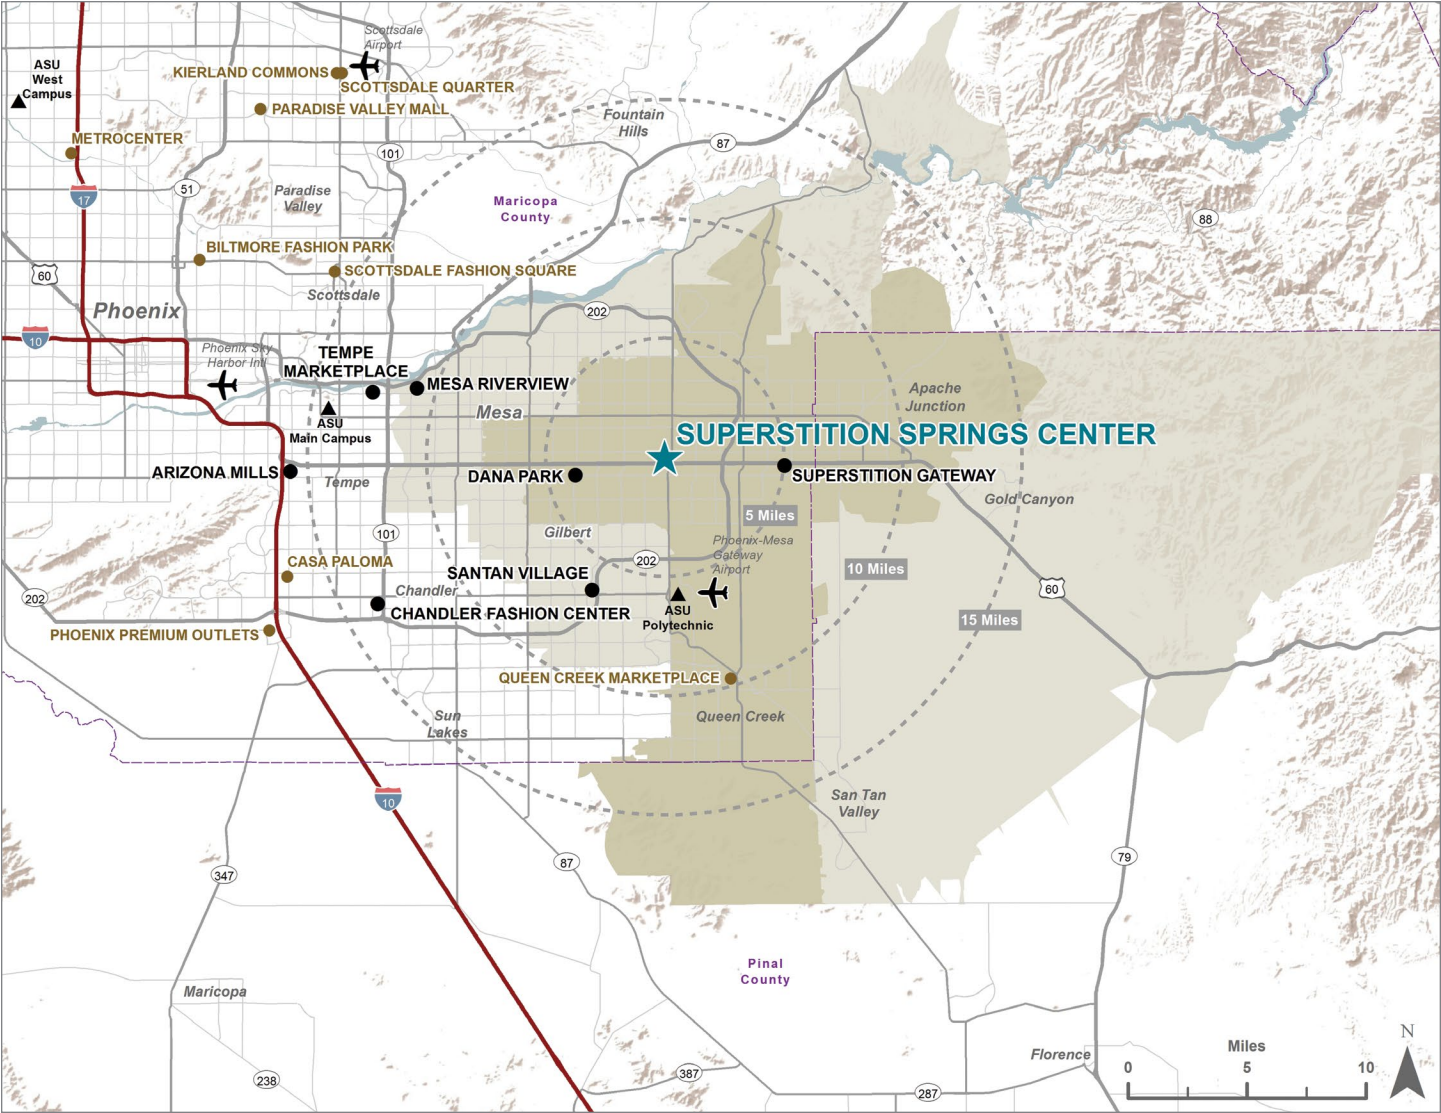 Scottsdale
Airport
ASU
West
Campus
KIERLAND COMMONS
SCOTTSDALE QUARTER
PARADISE VALLEY MALL
Fountain
Hills
METROCENTER
87
101
51
17
Paradise
Valley
Maricopa
County
88
BILTMORE FASHION PARK
60
SCOTTSDALE FASHION SQUARE
Scottsdale
Phoenix
202
10
Phoenix Sky
Harbor Intl
TEMPE
MARKETPLACE
MESA RIVERVIEW
Apache
Junction
Mesa
ASU
Main Campus
SUPERSTITION SPRINGS CENTER
ARIZONA MILLS
Tempe
DANA PARK
SUPERSTITION GATEWAY
Gold Canyon
5 Miles
101
Gilbert
Phoenix-Mesa
Gateway
Airport
202
CASA PALOMA
SANTAN VILLAGE
10 Miles
60
Chandler
202
CHANDLER FASHION CENTER
ASU
Polytechnic
15 Miles
PHOENIX PREMIUM OUTLETS
QUEEN CREEK MARKETPLACE
Sun
Lakes
Queen Creek
10
San Tan
Valley
87
79
347
Pinal
County
Maricopa
Florence
N
Miles
0 5 10
238
387
287